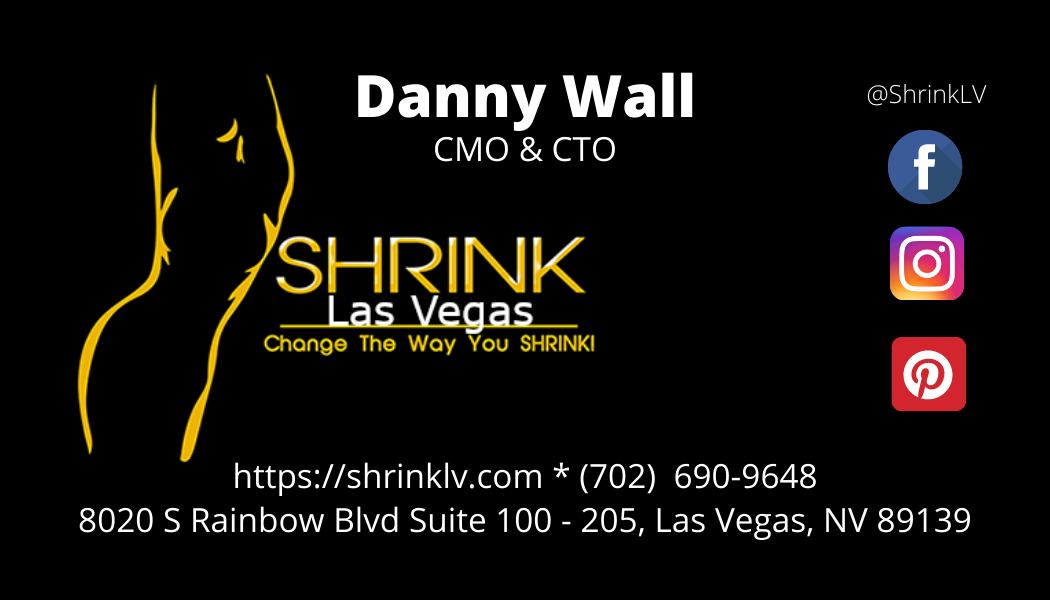 Danny Wall
CMO & CTO
@ShrinkLV
SHRINK
Las Vegas
Change The Way You SHRINK!
https://shrinklv.com * (702)  690-9648
8020 S Rainbow Blvd Suite 100 - 205, Las Vegas, NV 89139